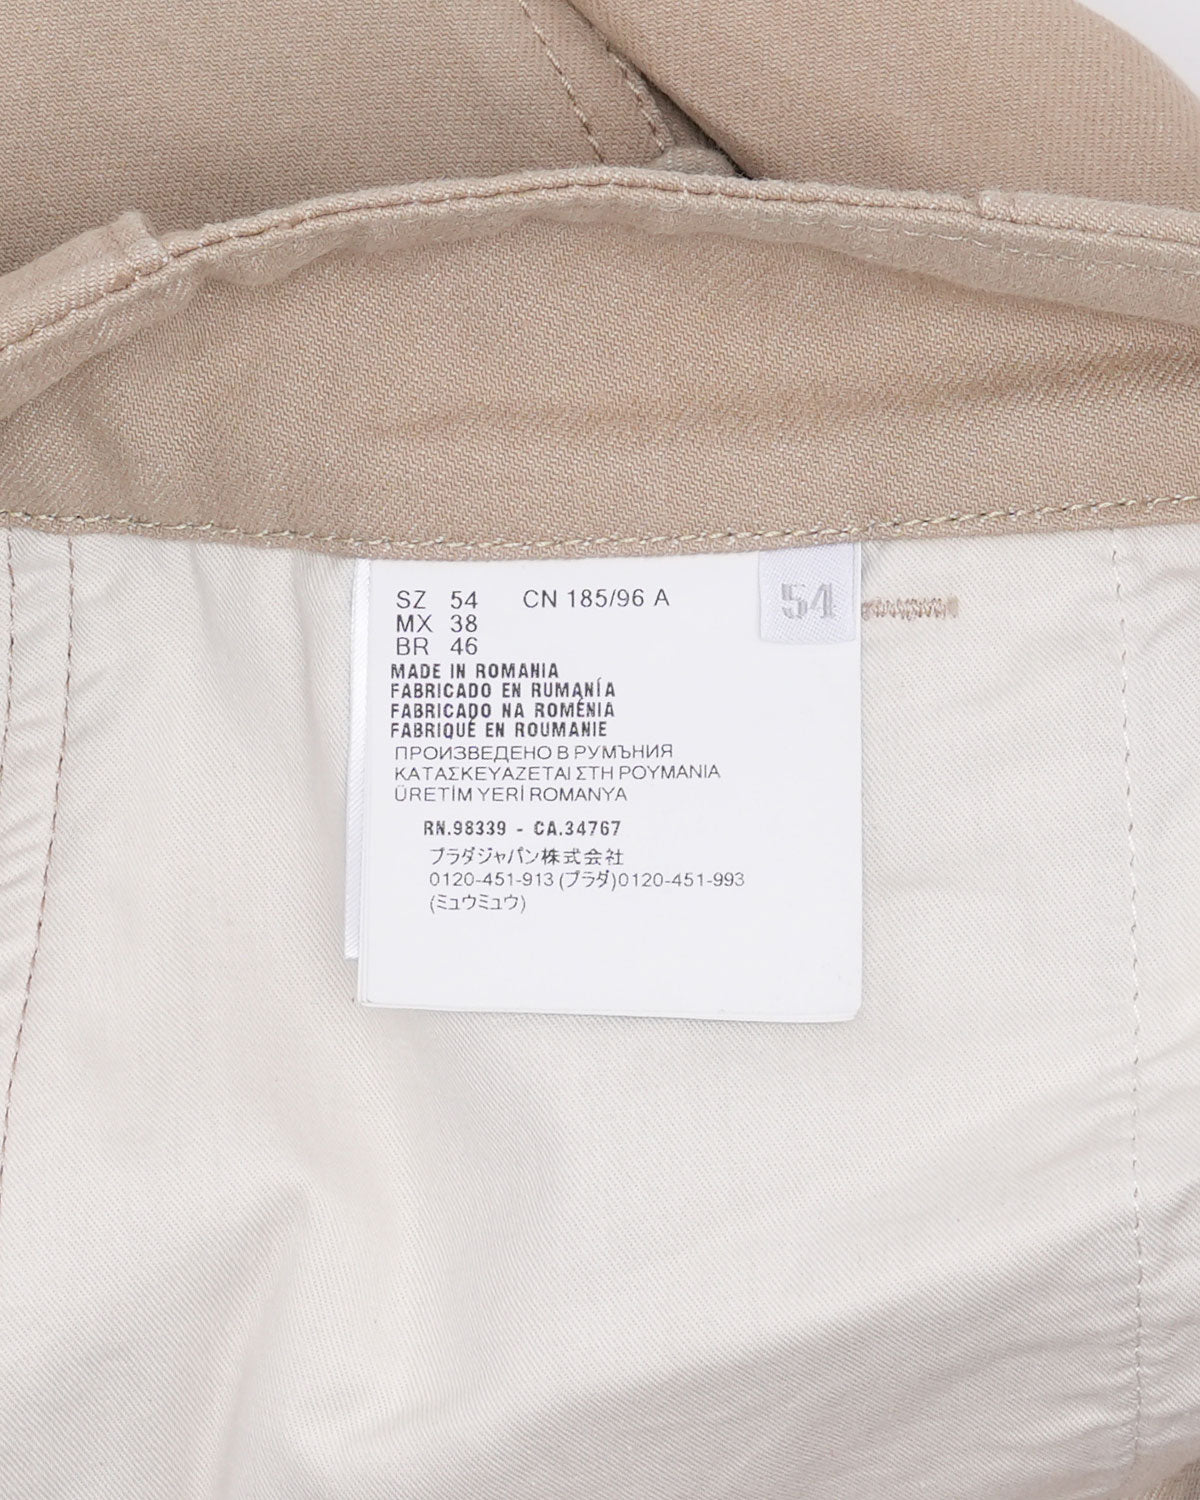 SZ 54 CN 185/96 A
MX 38
BR 46
54
MADE IN ROMANIA
FABRICADO EN RUMANÍA
FABRICADO NA ROMÉNIA
FABRIQUÉ EN ROUMANIE
ПРОИЗВЕДЕНО В РУМЪНИЯ
ΚΑΤΑΣΚΕΥΑΖΕΤΑΙ ΣΤΗ ΡΟΥΜΑΝΙΑ
ÜRETİM YERİ ROMANYA
RN.98339 - CA.34767
プラダジャパン株式会社
0120-451-913 (プラダ)0120-451-993
(ミュウミュウ)